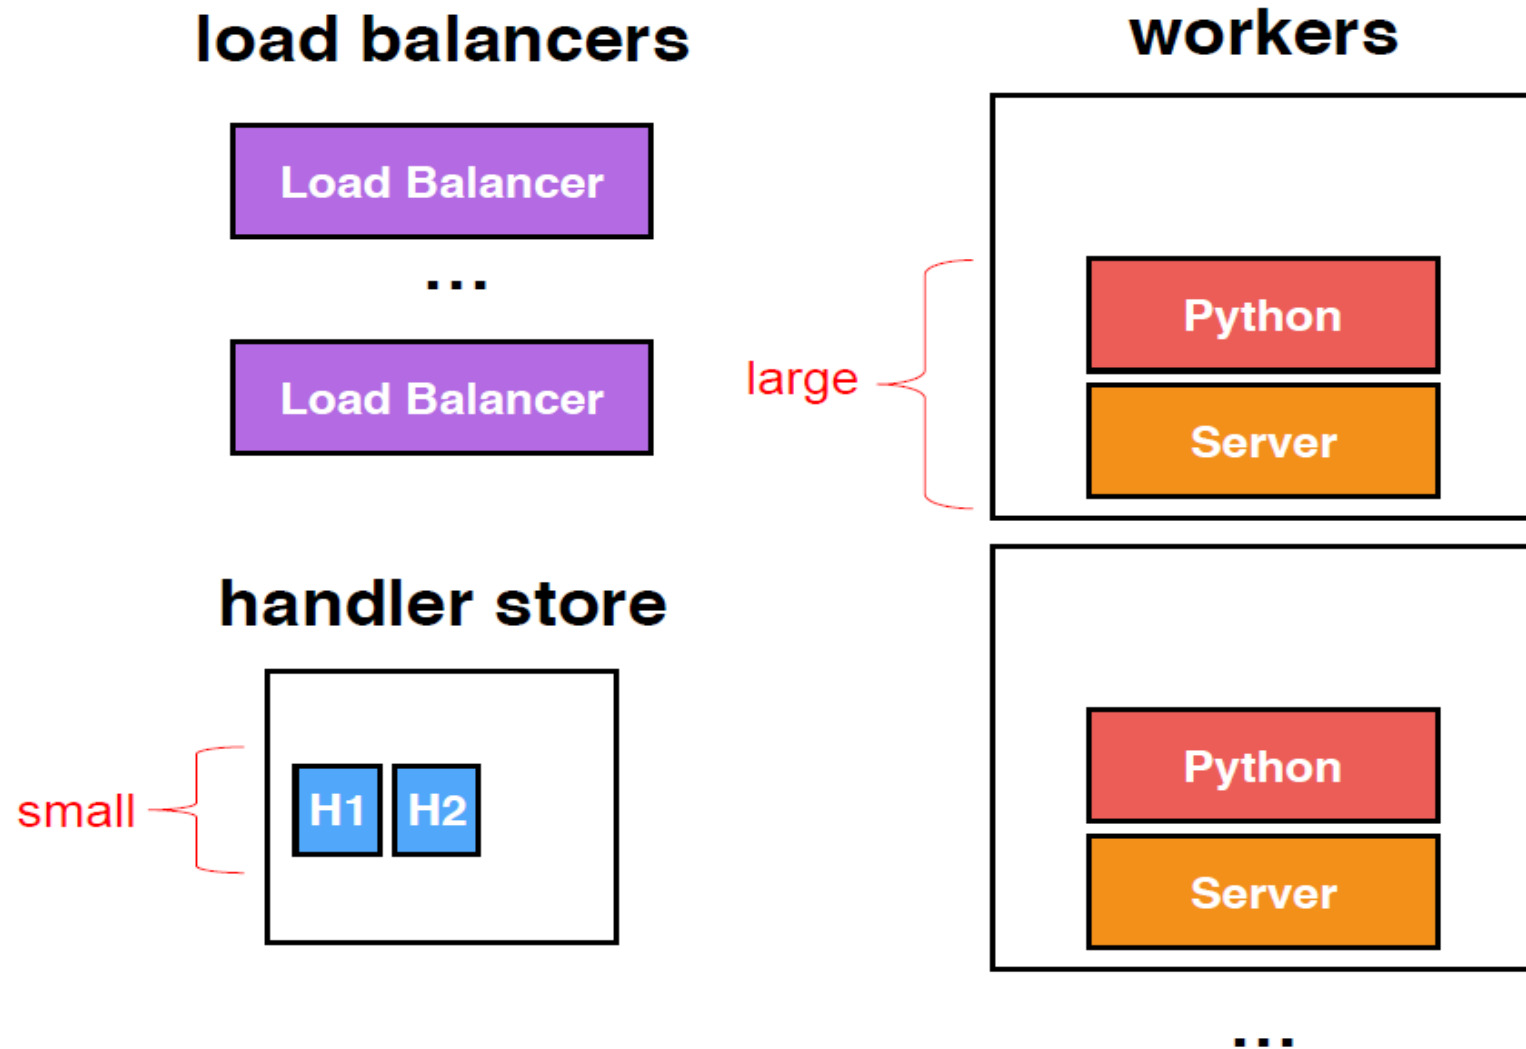 load balancers
Load Balancer
...
Load Balancer
handler store
small
H1 H2
workers
large
Python
Server
Python
Server
...